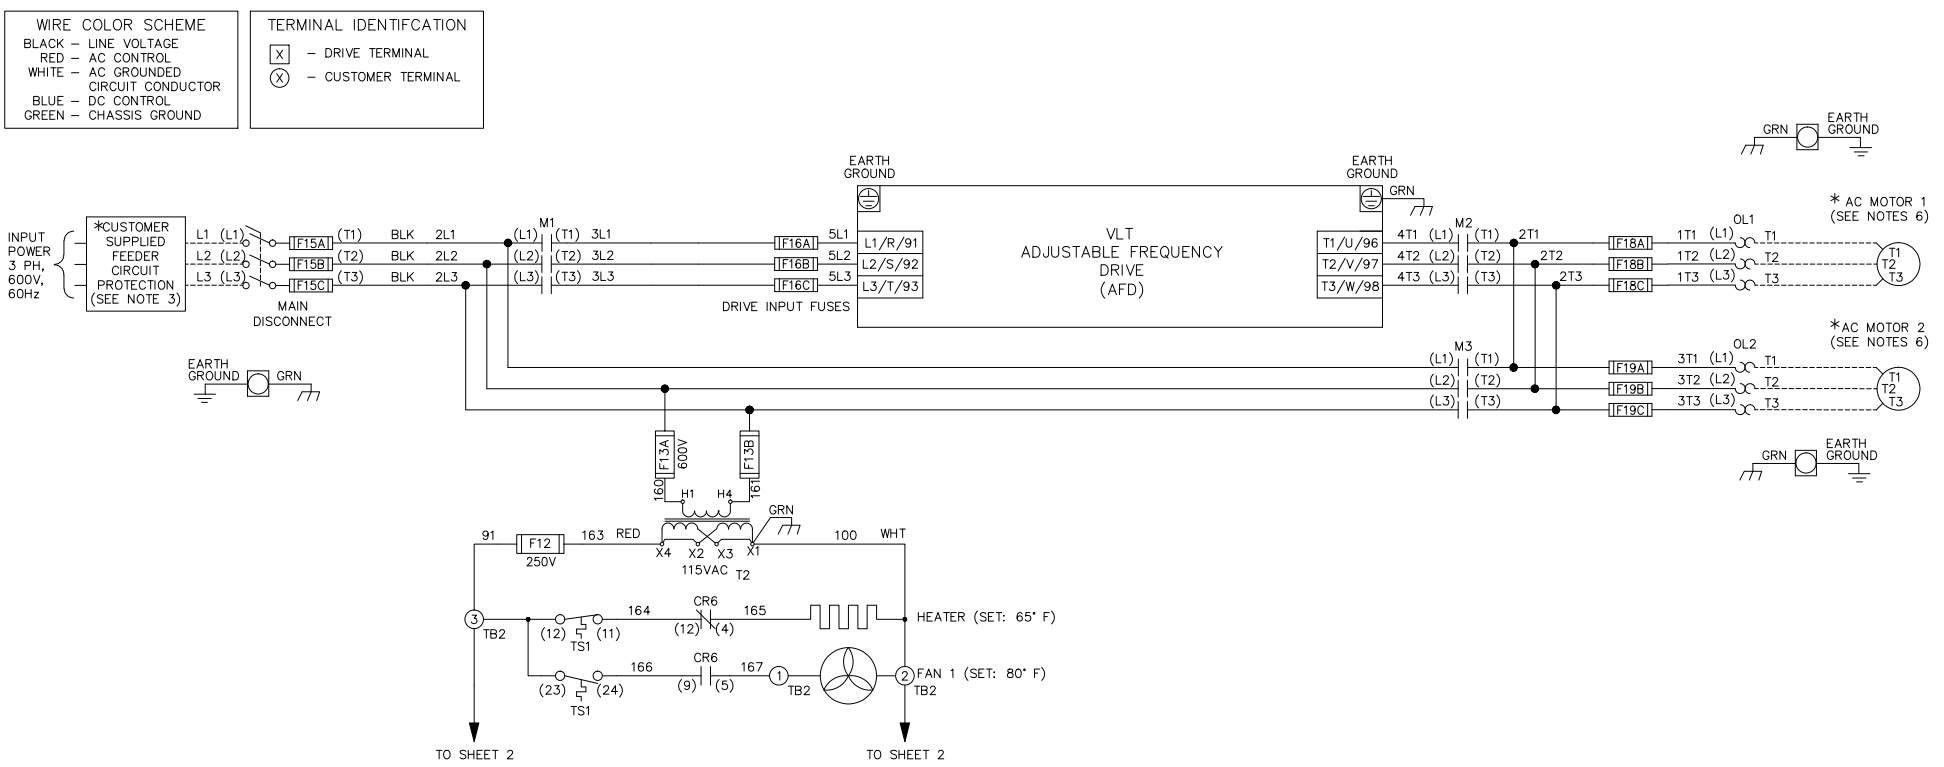 WIRE COLOR SCHEME
BLACK – LINE VOLTAGE
RED – AC CONTROL
WHITE – AC GROUNDED
CIRCUIT CONDUCTOR
BLUE – DC CONTROL
GREEN – CHASSIS GROUND
TERMINAL IDENTIFCATION
X – DRIVE TERMINAL
X – CUSTOMER TERMINAL
INPUT
POWER
3 PH,
600V,
60Hz
*CUSTOMER
SUPPLIED
FEEDER
CIRCUIT
PROTECTION
(SEE NOTE 3)
L1 (L1) F15A (T1) BLK 2L1 (L1) M1 (T1) 3L1 F16A 5L1 L1/R/91
L2 (L2) F15B (T2) BLK 2L2 (L2) (T2) 3L2 F16B 5L2 L2/S/92
L3 (L3) F15C (T3) BLK 2L3 (L3) (T3) 3L3 F16C 5L3 L3/T/93
MAIN
DISCONNECT
DRIVE INPUT FUSES
EARTH
GROUND
VLT
ADJUSTABLE FREQUENCY
DRIVE
(AFD)
EARTH
GROUND
GRN
T1/U/96 4T1 (L1) M2 (T1) 2T1 F18A 1T1 (L1) OL1 T1
T2/V/97 4T2 (L2) (T2) 2T2 F18B 1T2 (L2) T2
T3/W/98 4T3 (L3) (T3) 2T3 F18C 1T3 (L3) T3
GRN
EARTH
GROUND
* AC MOTOR 1
(SEE NOTES 6)
T1
T2
T3
*AC MOTOR 2
(SEE NOTES 6)
(L1) M3 (T1) F19A 3T1 (L1) OL2 T1
(L2) (T2) F19B 3T2 (L2) T2
(L3) (T3) F19C 3T3 (L3) T3
T1
T2
T3
GRN
EARTH
GROUND
EARTH
GROUND
GRN
F13A
600V
F13B
160
161
H1 H4
GRN
91 F12 163 RED
250V
X4 X2 X3 X1
100 WHT
115VAC T2
3
TB2
(12) (11)
TS1
164
CR6
(12) (4)
165
HEATER (SET: 65° F)
(23) (24)
TS1
166
CR6
(9) (5)
167
1
TB2
2
TB2
FAN 1 (SET: 80° F)
TO SHEET 2
TO SHEET 2